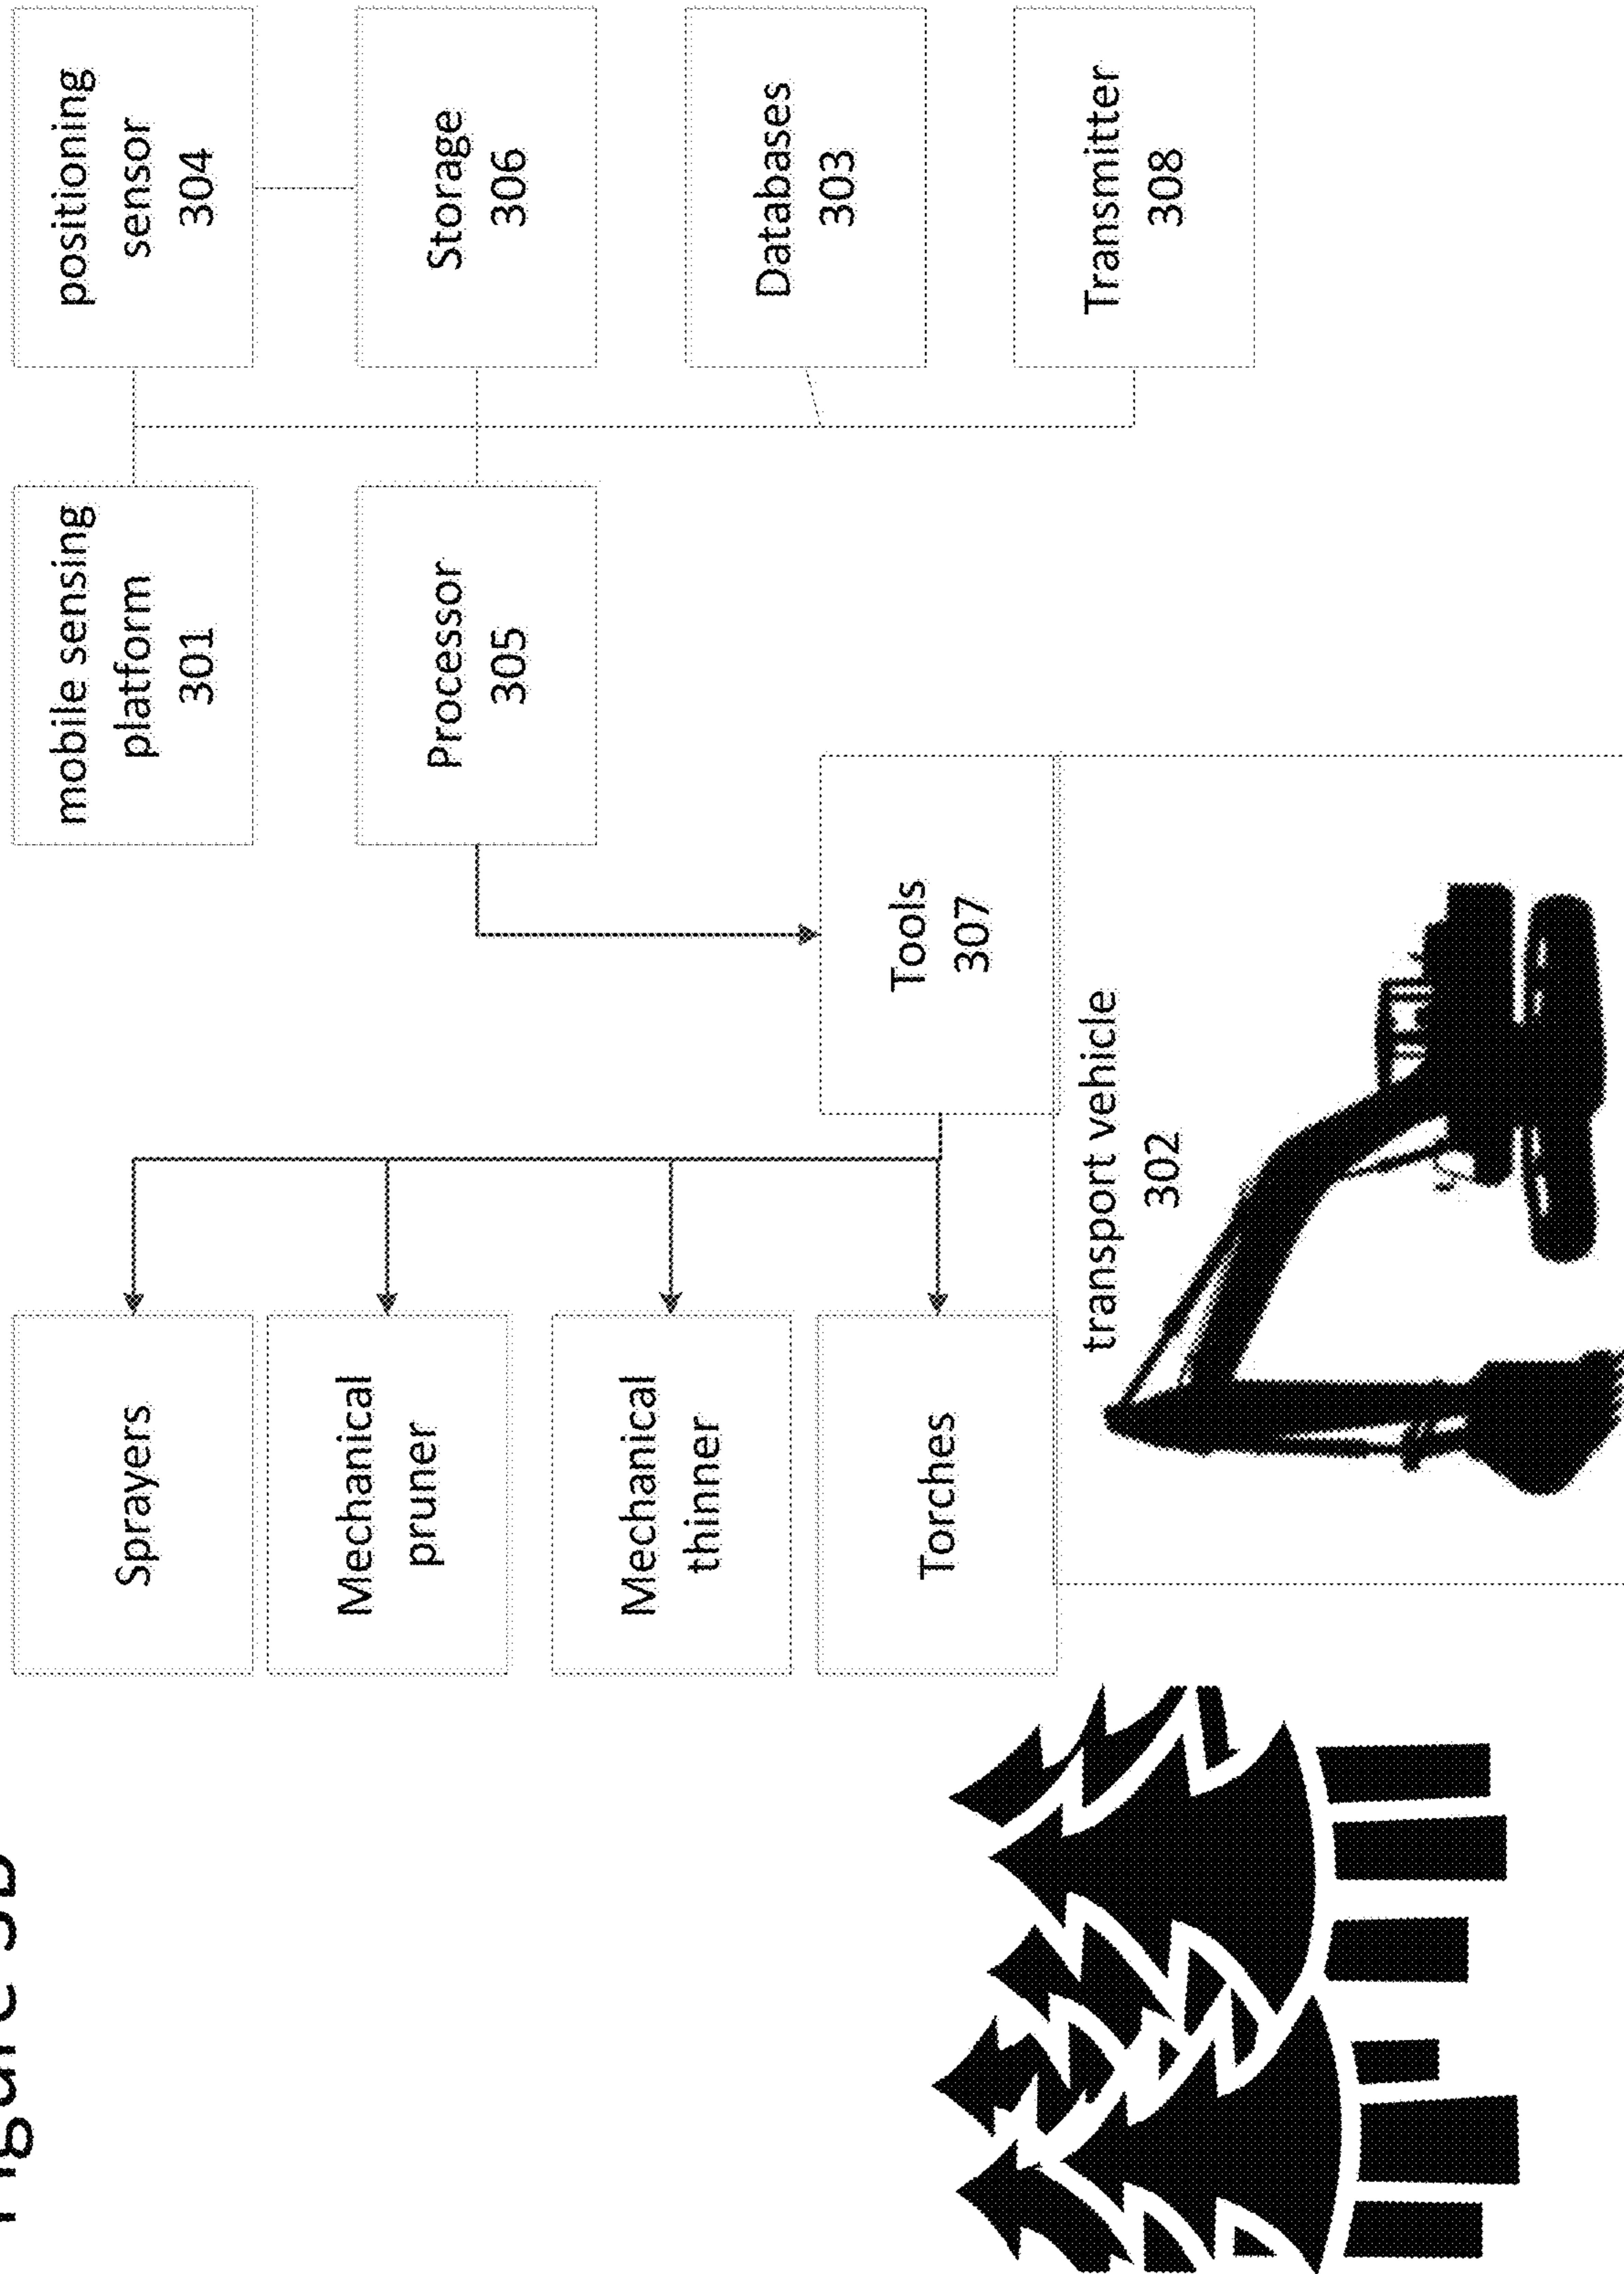 Figure
Sprayers
mobile sensing
platform
301
positioning
sensor
304
Mechanical
pruner
Processor
305
Storage
306
Mechanical
thinner
Databases
303
Torches
Tools
307
transport vehicle
302
Transmitter
308